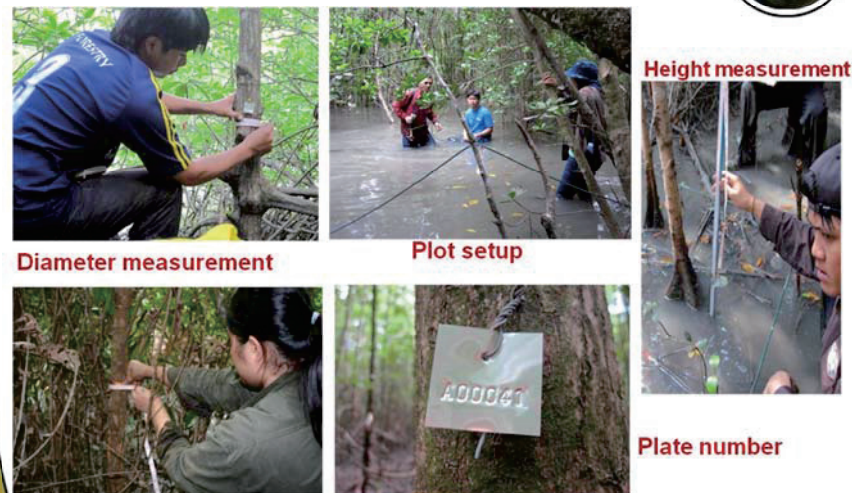 Height measurement
Diameter measurement
Plot setup
A00041
Plate number